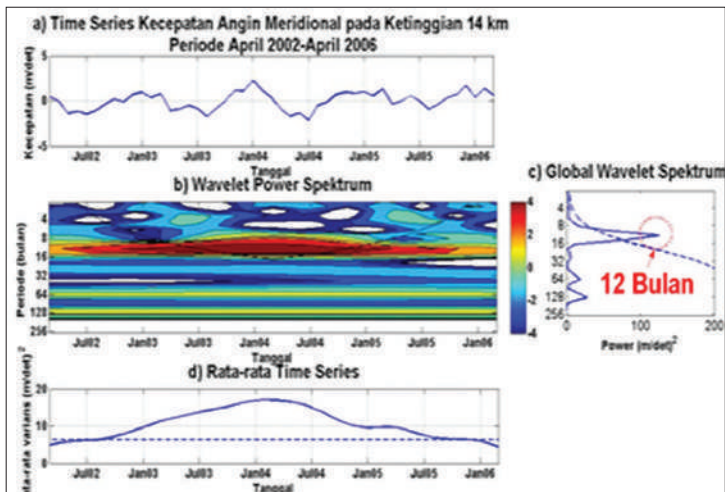 a) Time Series Kecepatan Angin Meridional pada Ketinggian 14 km
Periode April 2002-April 2006
Kecepatan (m/det)
5
0
-5
Jul02 Jan03 Jul03 Jan04 Jul04 Jan05 Jul05 Jan06
Tanggal
b) Wavelet Power Spektrum
Periode (bulan)
4
8
16
32
64
128
256
Jul02 Jan03 Jul03 Jan04 Jul04 Jan05 Jul05 Jan06
Tanggal
4
2
0
-2
-4
c) Global Wavelet Spektrum
4
8
16
32
64
128
256
12 Bulan
0 100 200
Power (m/det)²
d) Rata-rata Time Series
ata-rata varians (m/det)²
20
10
0
Jul02 Jan03 Jul03 Jan04 Jul04 Jan05 Jul05 Jan06
Tanggal